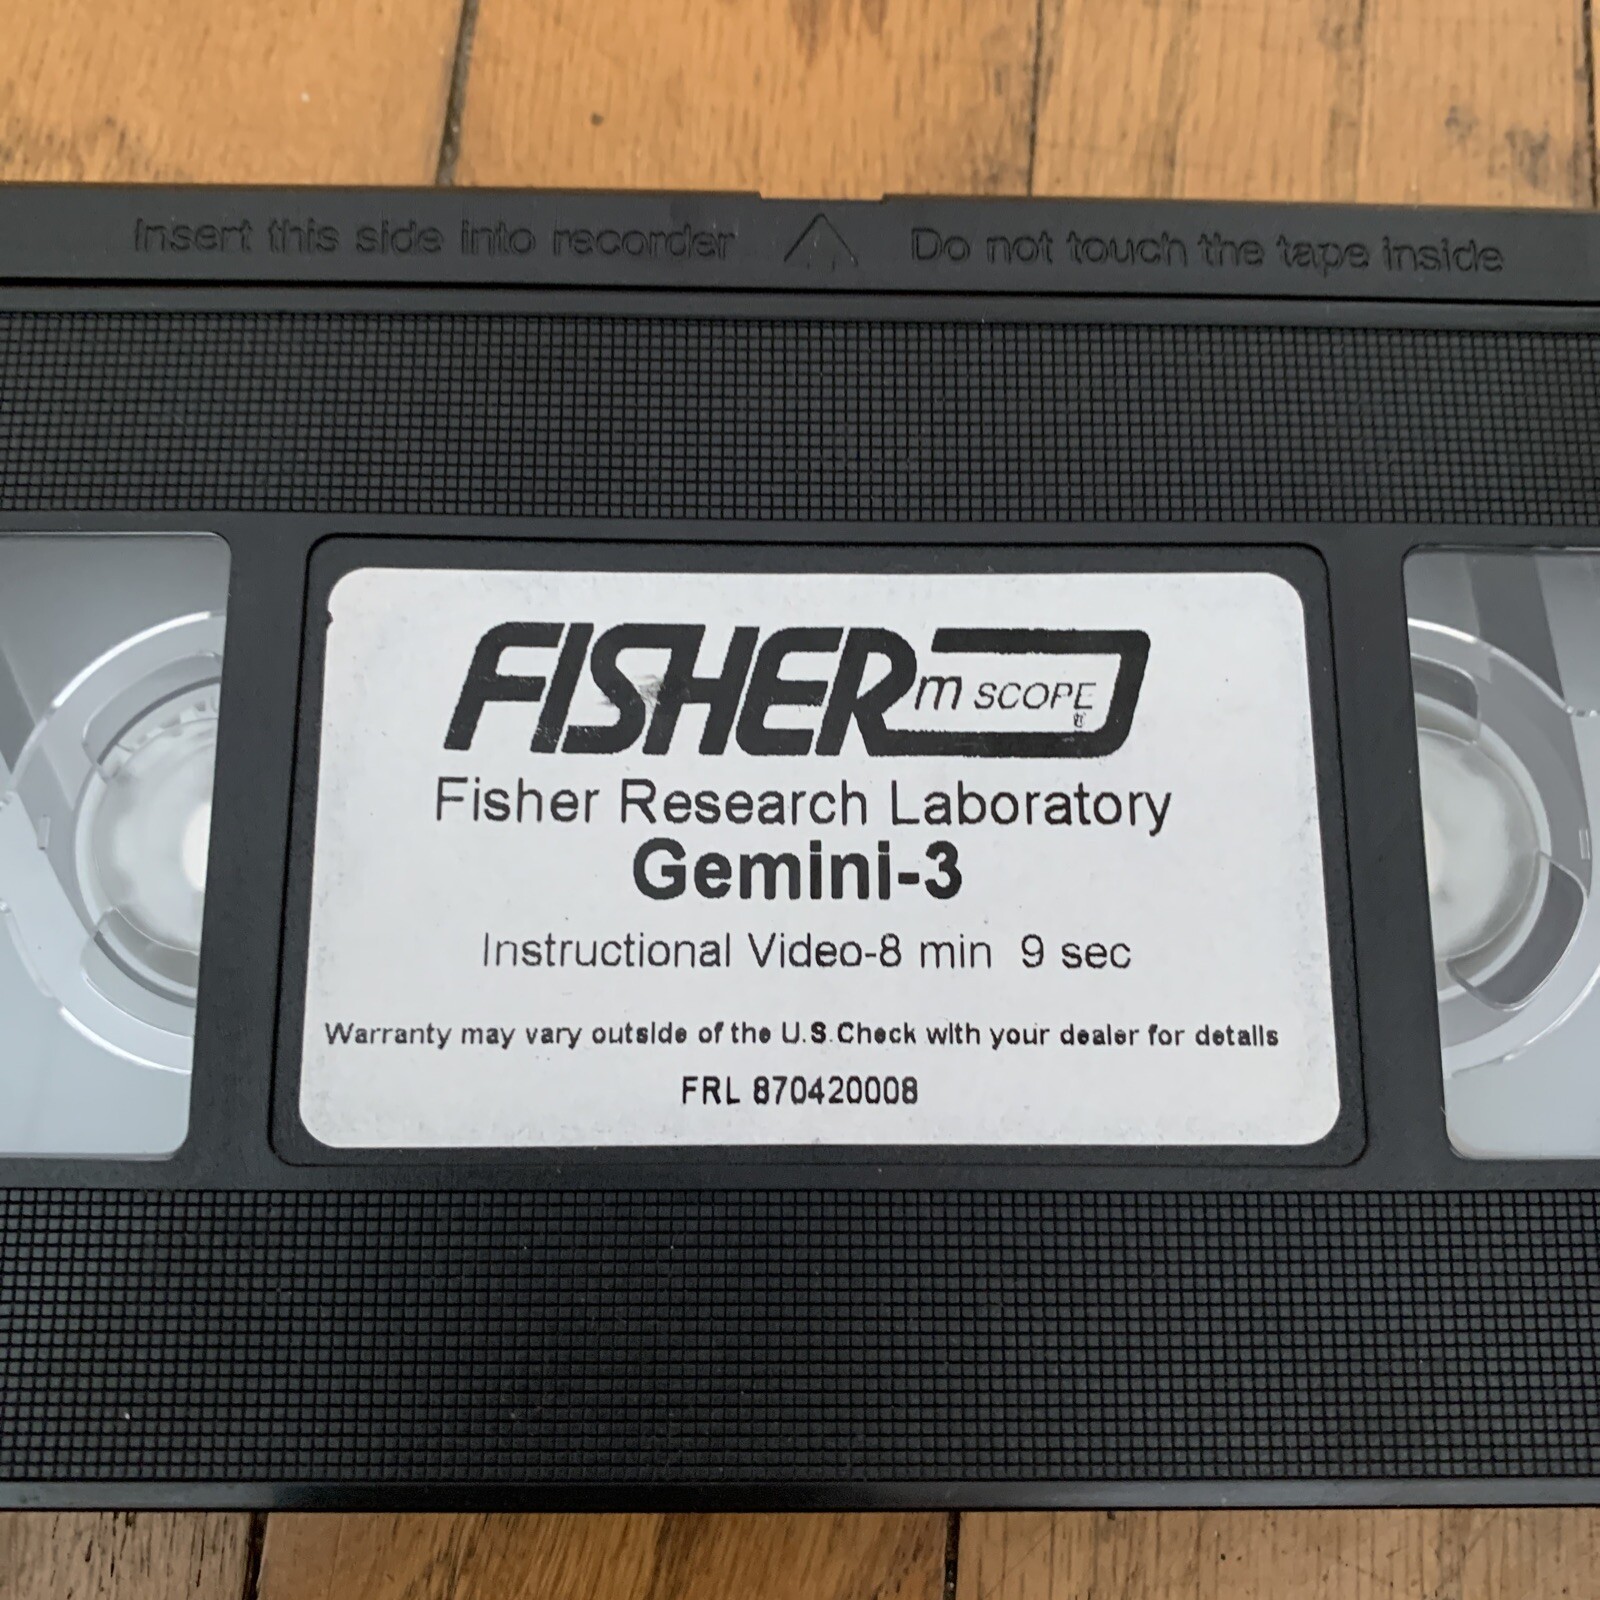 Insert this side into recorder Do not touch the tape inside
FISHER m SCOPE ®
Fisher Research Laboratory
Gemini-3
Instructional Video-8 min 9 sec
Warranty may vary outside of the U.S.Check with your dealer for details
FRL 870420008